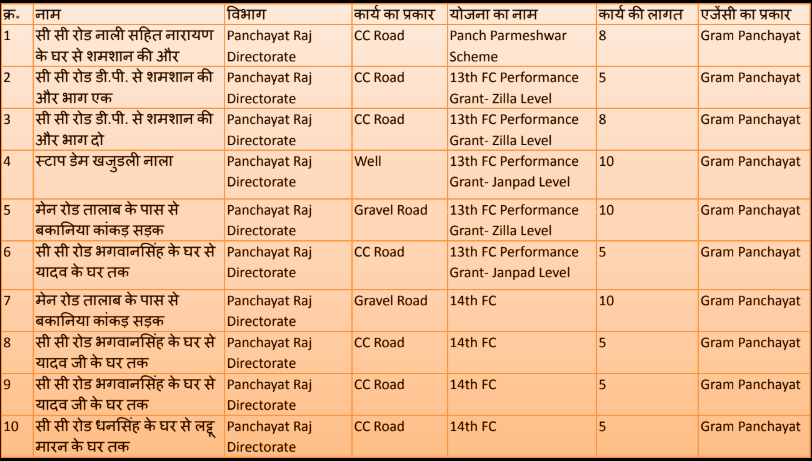 क्र॰ नाम विभाग कार्य का प्रकार योजना का नाम कार्य की लागत एजेंसी का प्रकार
1 सी सी रोड नाली सहित नारायण Panchayat Raj CC Road Panch Parmeshwar 8 Gram Panchayat
के घर से शमशान की और Directorate Scheme
2 सी सी रोड डी.पी. से शमशान की Panchayat Raj CC Road 13th FC Performance 5 Gram Panchayat
और भाग एक Directorate Grant- Zilla Level
3 सी सी रोड डी.पी. से शमशान की Panchayat Raj CC Road 13th FC Performance 8 Gram Panchayat
और भाग दो Directorate Grant- Zilla Level
4 स्टाप डेम खजुडली नाला Panchayat Raj Well 13th FC Performance 10 Gram Panchayat
Directorate Grant- Janpad Level
5 मेन रोड तालाब के पास से Panchayat Raj Gravel Road 13th FC Performance 10 Gram Panchayat
बकानिया कांकड़ सड़क Directorate Grant- Zilla Level
6 सी सी रोड भगवानसिंह के घर से Panchayat Raj CC Road 13th FC Performance 5 Gram Panchayat
यादव के घर तक Directorate Grant- Janpad Level
7 मेन रोड तालाब के पास से Panchayat Raj Gravel Road 14th FC 10 Gram Panchayat
बकानिया कांकड़ सड़क Directorate
8 सी सी रोड भगवानसिंह के घर से Panchayat Raj CC Road 14th FC 5 Gram Panchayat
यादव जी के घर तक Directorate
9 सी सी रोड भगवानसिंह के घर से Panchayat Raj CC Road 14th FC 5 Gram Panchayat
यादव जी के घर तक Directorate
10 सी सी रोड धनसिंह के घर से लट्टू Panchayat Raj CC Road 14th FC 5 Gram Panchayat
मारन के घर तक Directorate